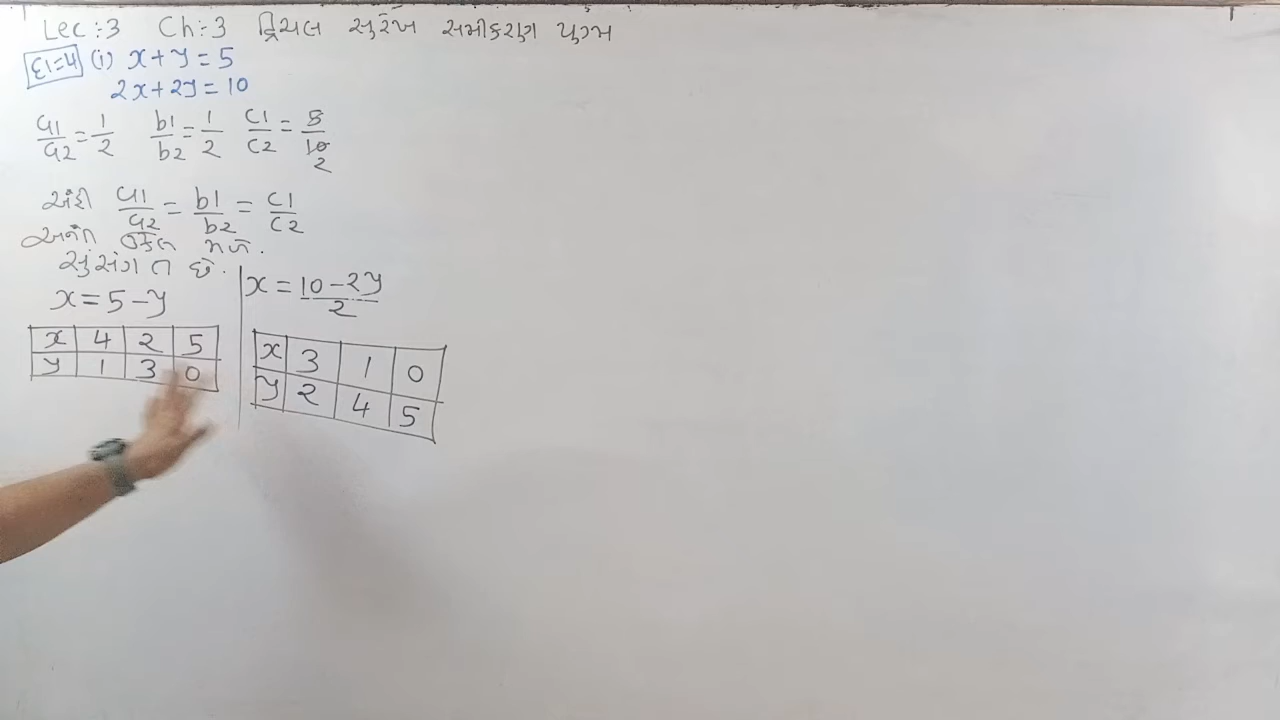 Lec:3 Ch:3 દ્વિચલ સુરેખ સમીકરણ યુગ્મ
દા=4 (i) x+y=5
2x+2y=10
a1/a2 = 1/2 b1/b2 = 1/2 c1/c2 = 5/10 2
અહીં a1/a2 = b1/b2 = c1/c2
અનંત ઉકેલ મળે.
સુસંગત છે.
x=5-y
x 4 2 5
y 1 3 0
x = 10-2y/2
x 3 1 0
y 2 4 5